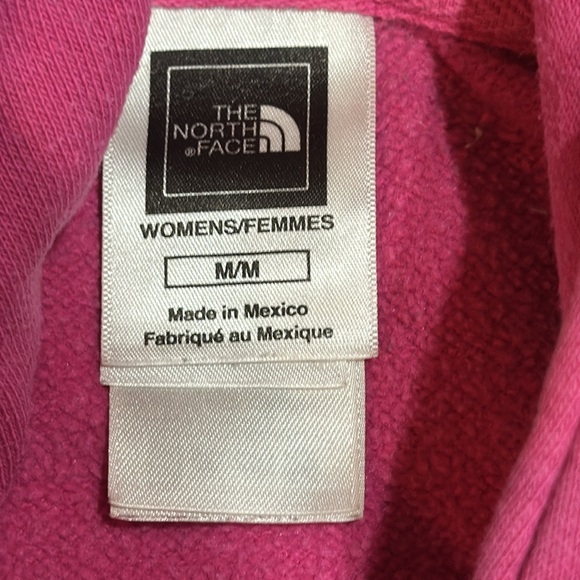 THE
NORTH
®FACE
WOMENS/FEMMES
M/M
Made in Mexico
Fabriqué au Mexique